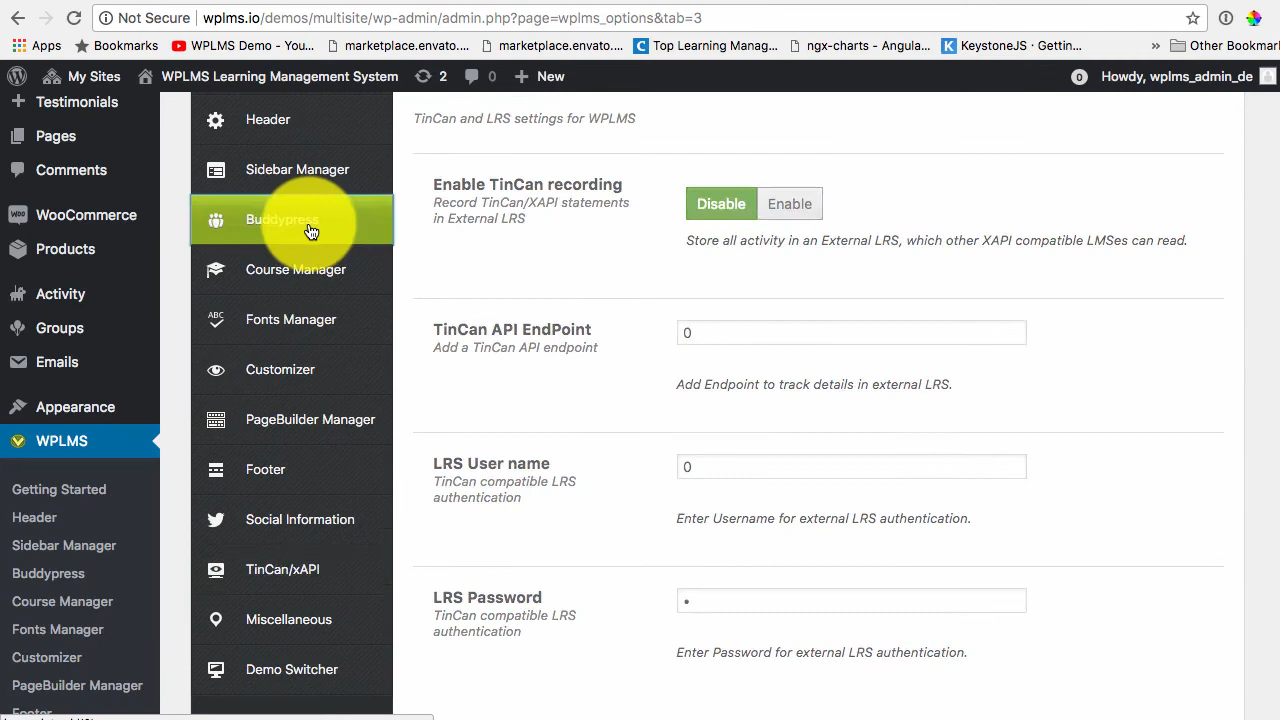 Not Secure wplms.io/demos/multisite/wp-admin/admin.php?page=wplms_options&tab=3
Apps Bookmarks WPLMS Demo - You... marketplace.envato... marketplace.envato... Top Learning Manag... ngx-charts - Angula... KeystoneJS · Gettin... » Other Bookmar
My Sites WPLMS Learning Management System 2 0 New 0 Howdy, wplms_admin_de
Testimonials
Pages
Comments
WooCommerce
Products
Activity
Groups
Emails
Appearance
WPLMS
Getting Started
Header
Sidebar Manager
Buddypress
Course Manager
Fonts Manager
Customizer
PageBuilder Manager
Footer
Header
Sidebar Manager
Buddypress
Course Manager
ABC
Fonts Manager
Customizer
PageBuilder Manager
Footer
Social Information
TinCan/xAPI
Miscellaneous
Demo Switcher
TinCan and LRS settings for WPLMS
Enable TinCan recording
Record TinCan/XAPI statements
in External LRS
Disable Enable
Store all activity in an External LRS, which other XAPI compatible LMSes can read.
TinCan API EndPoint
Add a TinCan API endpoint
0
Add Endpoint to track details in external LRS.
LRS User name
TinCan compatible LRS
authentication
0
Enter Username for external LRS authentication.
LRS Password
TinCan compatible LRS
authentication
•
Enter Password for external LRS authentication.